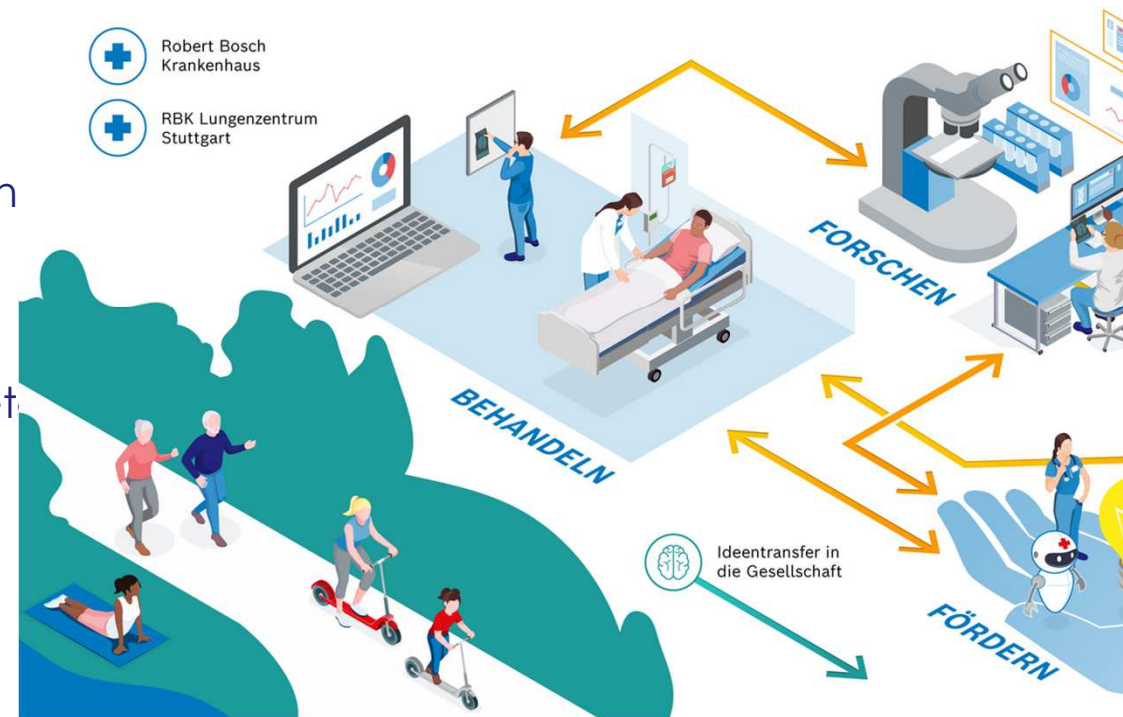 Robert Bosch
Krankenhaus
RBK Lungenzentrum
Stuttgart
n
FORSCHEN
BEHANDELN
Ideentransfer in
die Gesellschaft
FÖRDERN